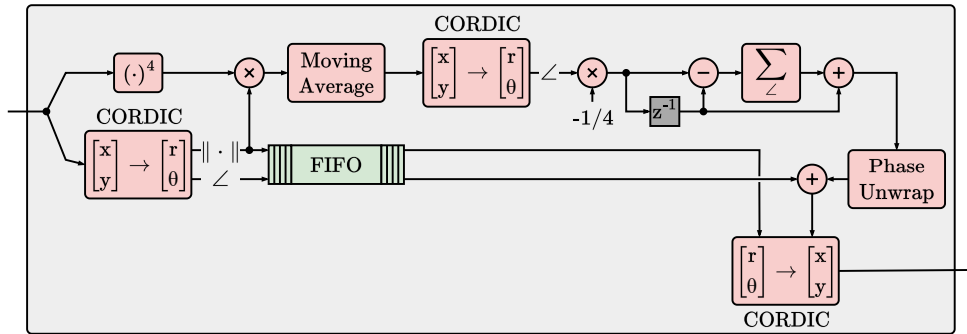 CORDIC
(·)⁴
×
Moving
Average
[x y] → [r θ]
∠
×
-1/4
−
z⁻¹
∑
∠
+
CORDIC
[x y] → [r θ]
‖ · ‖
∠
FIFO
+
Phase
Unwrap
[r θ] → [x y]
CORDIC